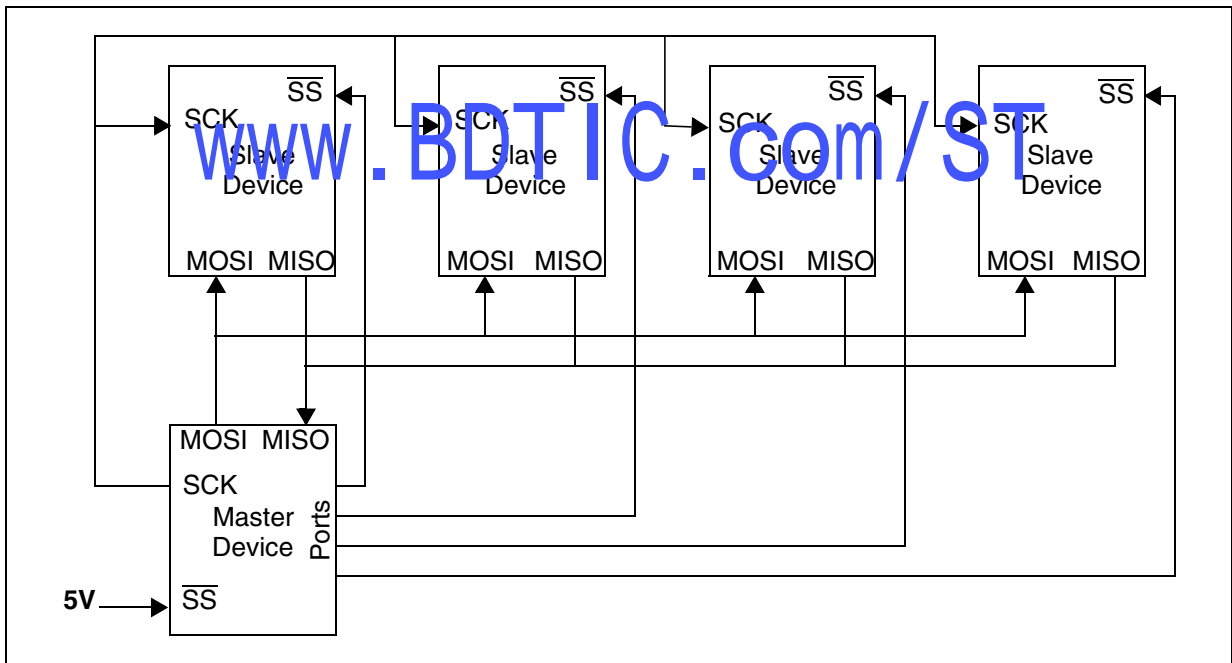 SS SS SS SS
SCK SCK SCK SCK
www.BDTIC.com/ST
Slave Slave Slave Slave
Device Device Device Device
MOSI MISO MOSI MISO MOSI MISO MOSI MISO
MOSI MISO
SCK
Master
Device
Ports
5V
SS